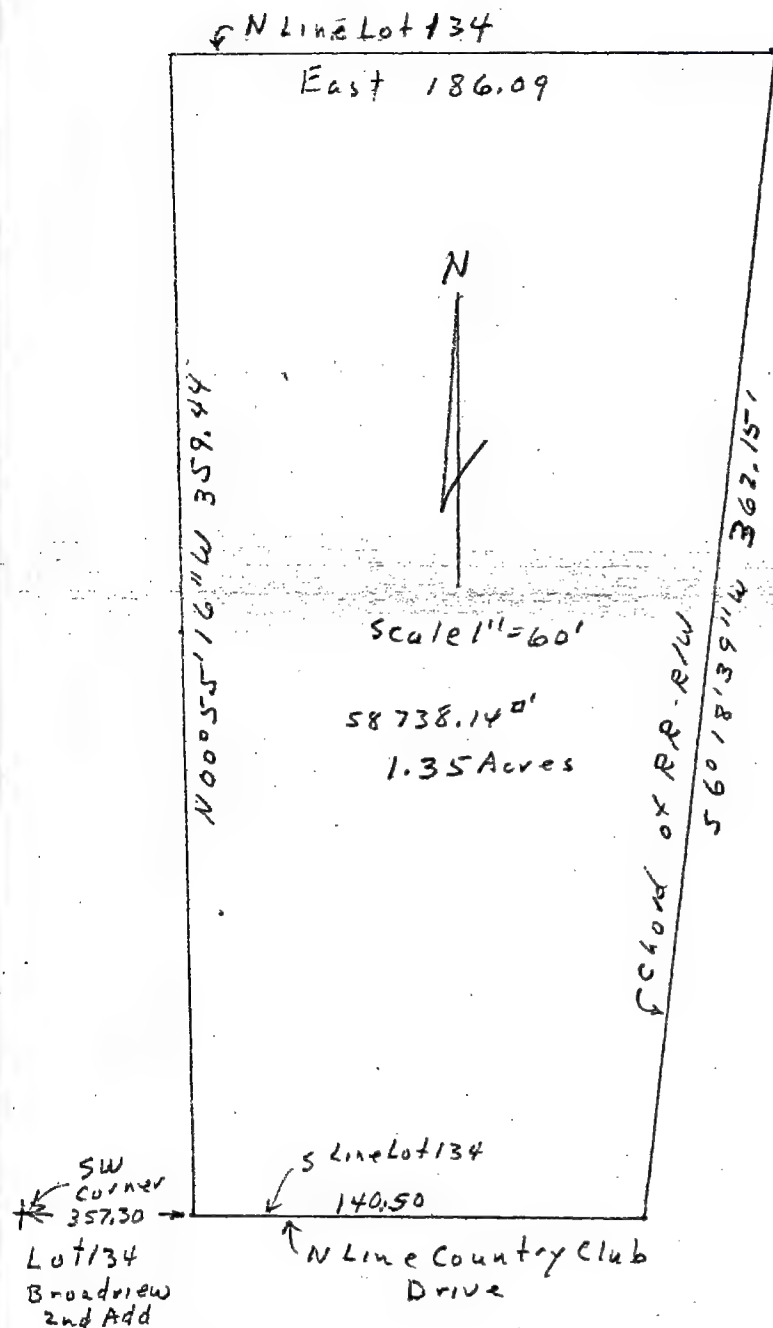 N Line Lot 134
East 186.09
N
N00°55'16"W 359.44
Scale 1"=60'
58738.14□'
1.35 Acres
Chord of RR-R/W
S6°18'39"W 362.15'
SW
Corner
357.30
Lot 134
Broadview
2nd Add
S Line Lot 134
140.50
N Line Country Club
Drive